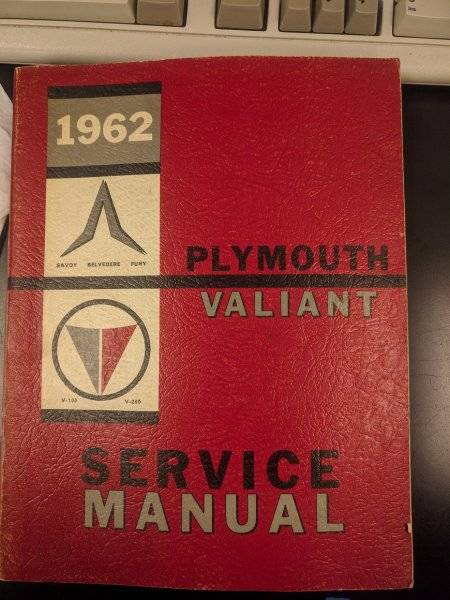 1962
SAVOY BELVEDERE FURY
PLYMOUTH
VALIANT
V-100 V-200
SERVICE
MANUAL